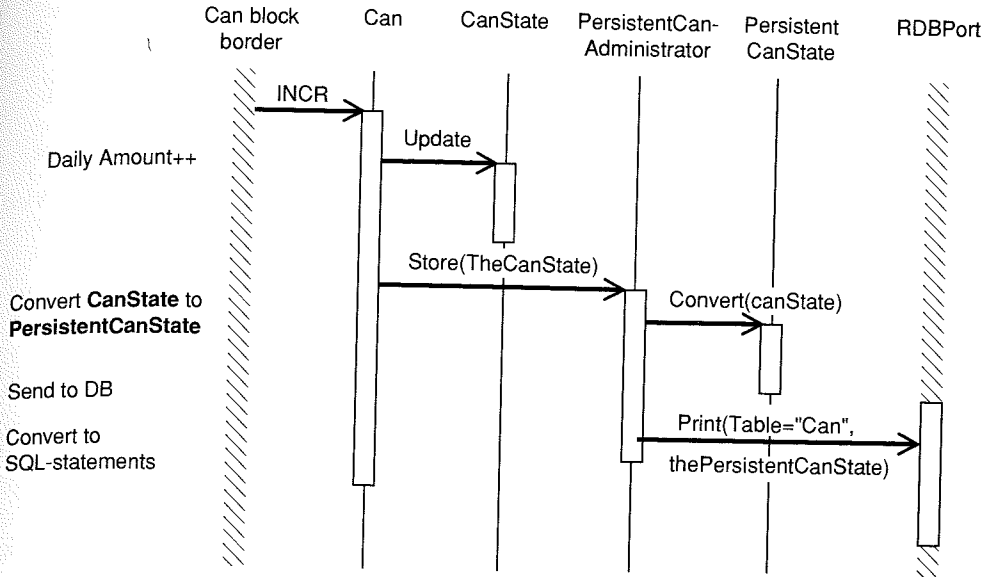 Can block
border
Can
CanState
PersistentCan-
Administrator
Persistent
CanState
RDBPort
INCR
Daily Amount++
Update
Store(TheCanState)
Convert CanState to
PersistentCanState
Convert(canState)
Send to DB
Convert to
SQL-statements
Print(Table="Can",
thePersistentCanState)